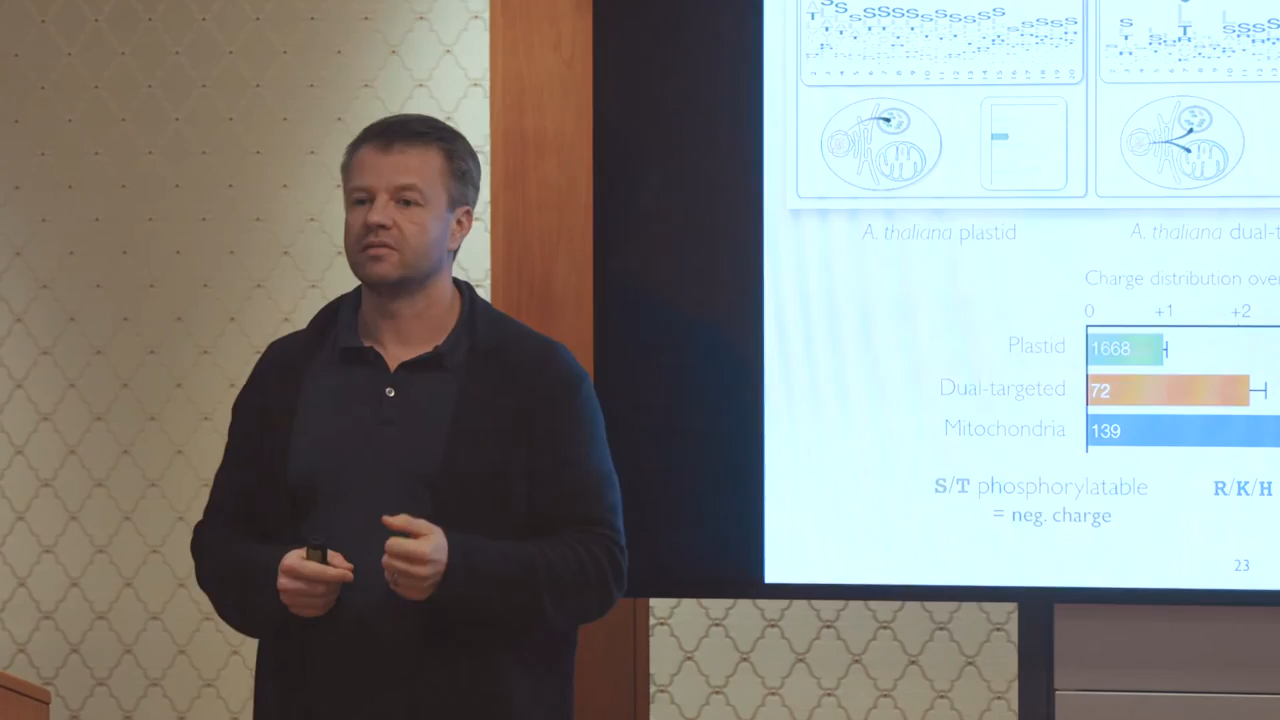 A. thaliana plastid
A. thaliana dual-t
Charge distribution over
0 +1 +2
Plastid 1668
Dual-targeted 72
Mitochondria 139
S/T phosphorylatable
= neg. charge
R/K/H
23